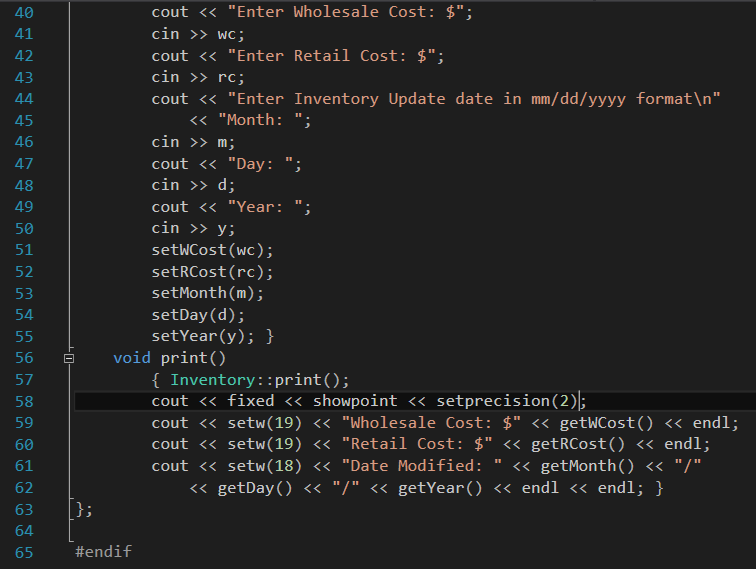 40 cout << "Enter Wholesale Cost: $";
41 cin >> wc;
42 cout << "Enter Retail Cost: $";
43 cin >> rc;
44 cout << "Enter Inventory Update date in mm/dd/yyyy format\n"
45 << "Month: ";
46 cin >> m;
47 cout << "Day: ";
48 cin >> d;
49 cout << "Year: ";
50 cin >> y;
51 setWCost(wc);
52 setRCost(rc);
53 setMonth(m);
54 setDay(d);
55 setYear(y); }
56 void print()
57 { Inventory::print();
58 cout << fixed << showpoint << setprecision(2);
59 cout << setw(19) << "Wholesale Cost: $" << getWCost() << endl;
60 cout << setw(19) << "Retail Cost: $" << getRCost() << endl;
61 cout << setw(18) << "Date Modified: " << getMonth() << "/"
62 << getDay() << "/" << getYear() << endl << endl; }
63 };
64
65 #endif